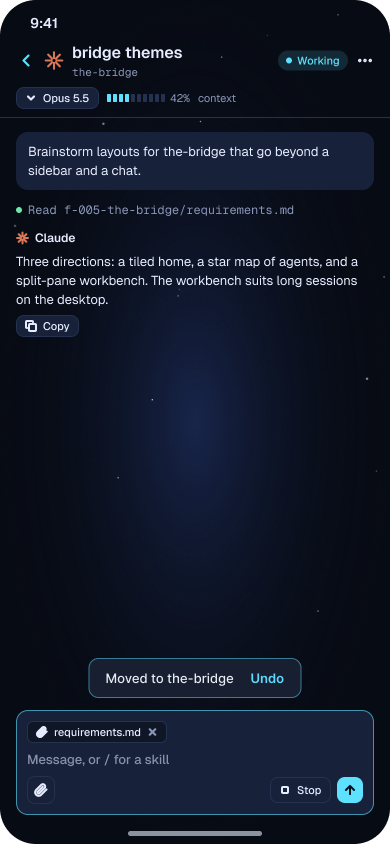 9:41
bridge themes
the-bridge
Working
Opus 5.5
42% context
Brainstorm layouts for the-bridge that go beyond a
sidebar and a chat.
Read f-005-the-bridge/requirements.md
Claude
Three directions: a tiled home, a star map of agents, and a
split-pane workbench. The workbench suits long sessions
on the desktop.
Copy
Moved to the-bridge Undo
requirements.md
Message, or / for a skill
Stop